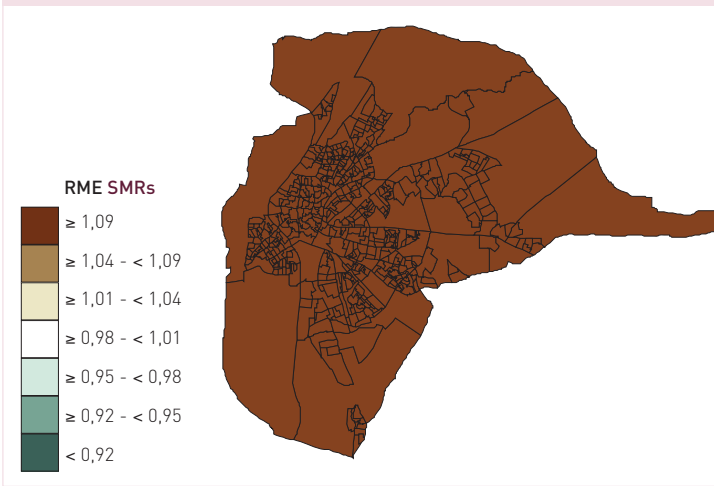 RME SMRs
≥ 1,09
≥ 1,04 - < 1,09
≥ 1,01 - < 1,04
≥ 0,98 - < 1,01
≥ 0,95 - < 0,98
≥ 0,92 - < 0,95
< 0,92